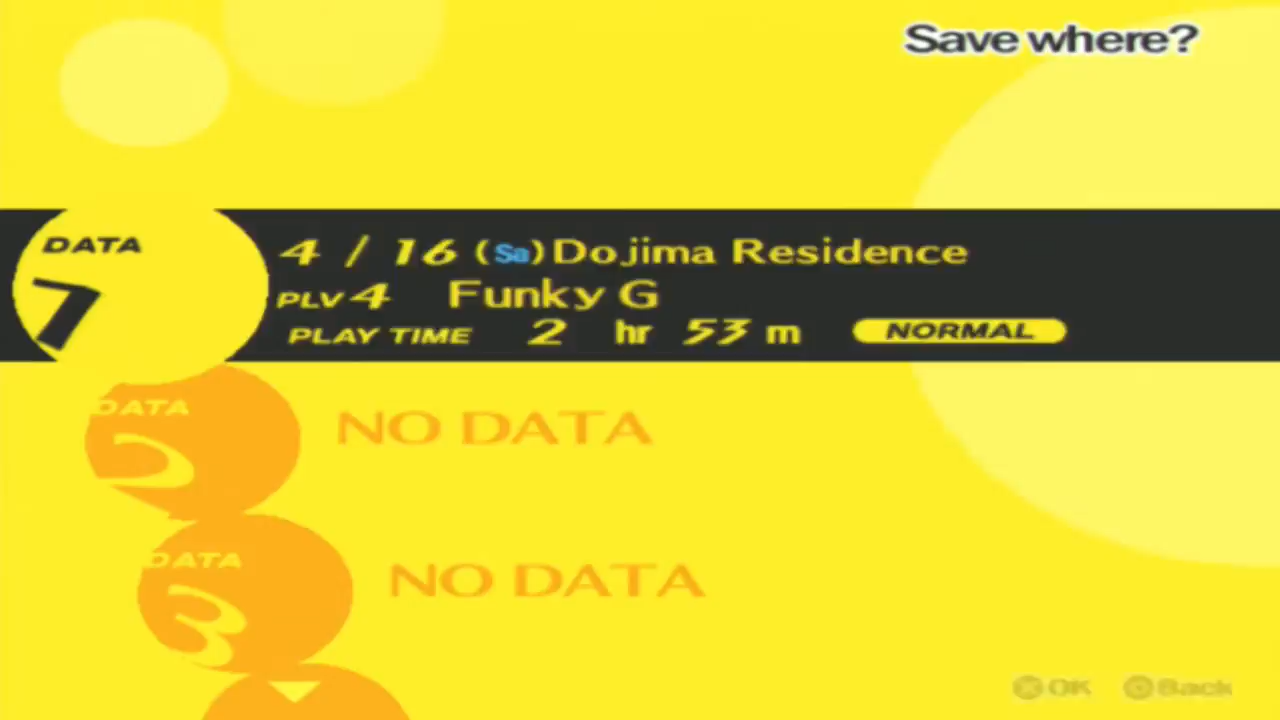 Save where?
DATA
1
4 / 16 (Sa) Dojima Residence
PLV 4 Funky G
PLAY TIME 2 hr 53 m NORMAL
DATA
2
NO DATA
DATA
3
NO DATA
OK Back